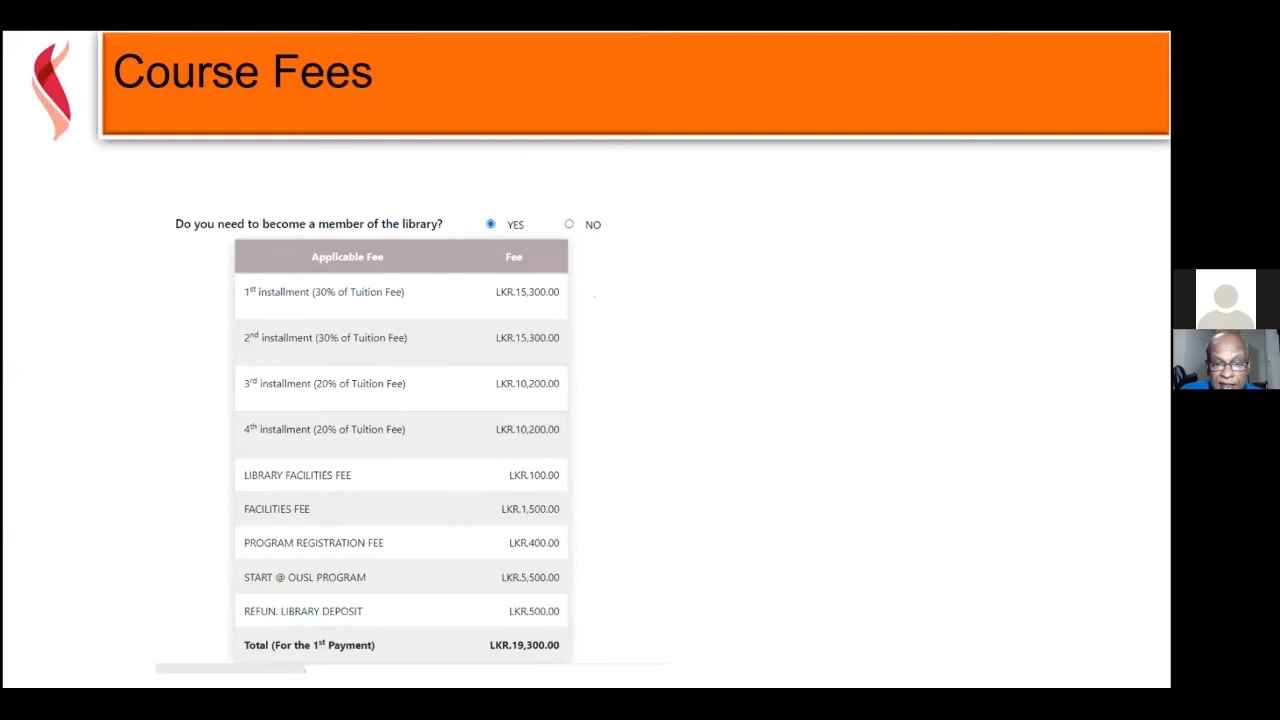 Course Fees
Do you need to become a member of the library? YES NO
Applicable Fee Fee
1st installment (30% of Tuition Fee) LKR.15,300.00
2nd installment (30% of Tuition Fee) LKR.15,300.00
3rd installment (20% of Tuition Fee) LKR.10,200.00
4th installment (20% of Tuition Fee) LKR.10,200.00
LIBRARY FACILITIES FEE LKR.100.00
FACILITIES FEE LKR.1,500.00
PROGRAM REGISTRATION FEE LKR.400.00
START @ OUSL PROGRAM LKR.5,500.00
REFUN. LIBRARY DEPOSIT LKR.500.00
Total (For the 1st Payment) LKR.19,300.00